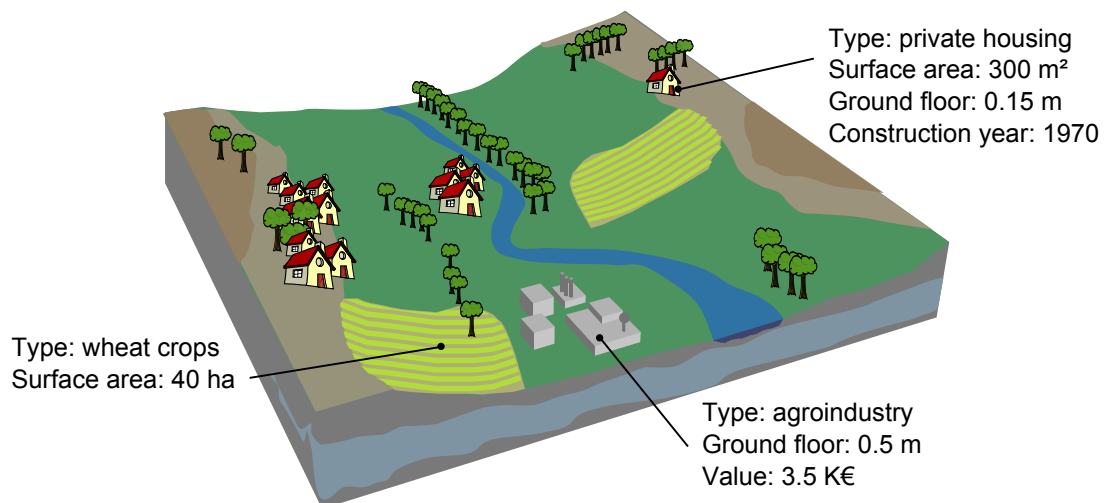 Type: private housing
Surface area: 300 m²
Ground floor: 0.15 m
Construction year: 1970
Type: wheat crops
Surface area: 40 ha
Type: agroindustry
Ground floor: 0.5 m
Value: 3.5 K€